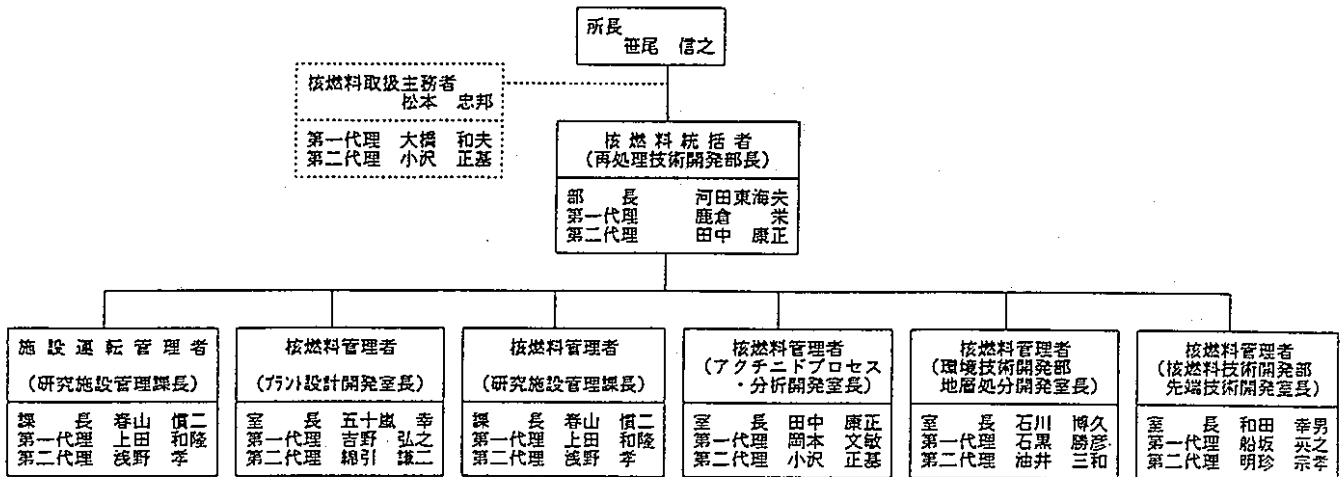 所長
笹尾 信之
核燃料取扱主務者
松本 忠邦
第一代理 大橋 和夫
第二代理 小沢 正基
核燃料統括者
(再処理技術開発部長)
部長 河田東海夫
第一代理 鹿倉 栄
第二代理 田中 康正
施設運転管理者
(研究施設管理課長)
課長 春山 慎二
第一代理 上田 和隆
第二代理 浅野 孝
核燃料管理者
(プラント設計開発室長)
室長 五十嵐 幸
第一代理 吉野 弘之
第二代理 綿引 謙二
核燃料管理者
(研究施設管理課長)
課長 春山 慎二
第一代理 上田 和隆
第二代理 浅野 孝
核燃料管理者
(アクチニドプロセス
・分析開発室長)
室長 田中 康正
第一代理 岡本 文敏
第二代理 小沢 正基
核燃料管理者
(環境技術開発部
地層処分開発室長)
室長 石川 博久
第一代理 石黒 勝彦
第二代理 油井 三和
核燃料管理者
(核燃料技術開発部
先端技術開発室長)
室長 和田 幸男
第一代理 船坂 英之
第二代理 明珍 宗孝